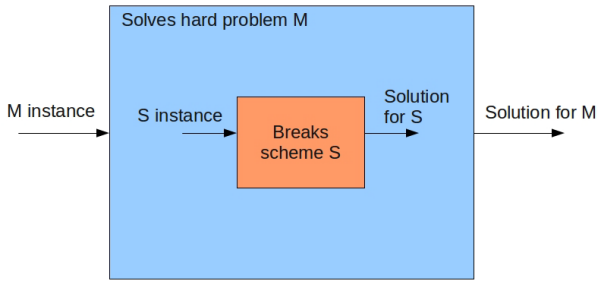 Solves hard problem M
M instance
S instance
Breaks
scheme S
Solution
for S
Solution for M